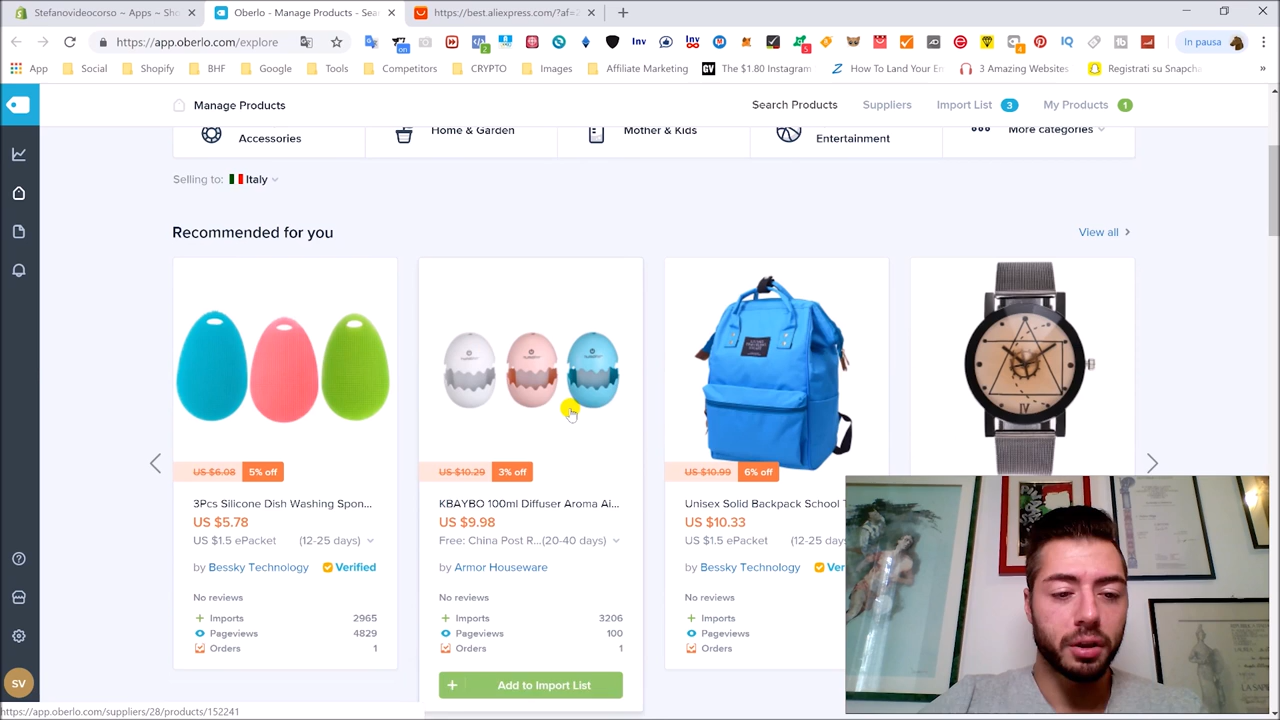 Stefanovideocorso ~ Apps ~ Sho
Oberlo - Manage Products - Sea
https://best.aliexpress.com/?af=2
https://app.oberlo.com/explore
In pausa
App
Social
Shopify
BHF
Google
Tools
Competitors
CRYPTO
Images
Affiliate Marketing
The $1.80 Instagram
How To Land Your E
3 Amazing Websites
Registrati su Snapcha
Manage Products
Search Products
Suppliers
Import List 3
My Products 1
Accessories
Home & Garden
Mother & Kids
Entertainment
More categories
Selling to: Italy
Recommended for you
View all
US $6.08 5% off
3Pcs Silicone Dish Washing Spon...
US $5.78
US $1.5 ePacket (12-25 days)
by Bessky Technology Verified
No reviews
Imports 2965
Pageviews 4829
Orders 1
US $10.29 3% off
KBAYBO 100ml Diffuser Aroma Ai...
US $9.98
Free: China Post R...(20-40 days)
by Armor Houseware
No reviews
Imports 3206
Pageviews 100
Orders 1
+ Add to Import List
US $10.99 6% off
Unisex Solid Backpack School
US $10.33
US $1.5 ePacket (12-25 days
by Bessky Technology Ver
No reviews
Imports
Pageviews
Orders
IV
SV
https://app.oberlo.com/suppliers/28/products/152241